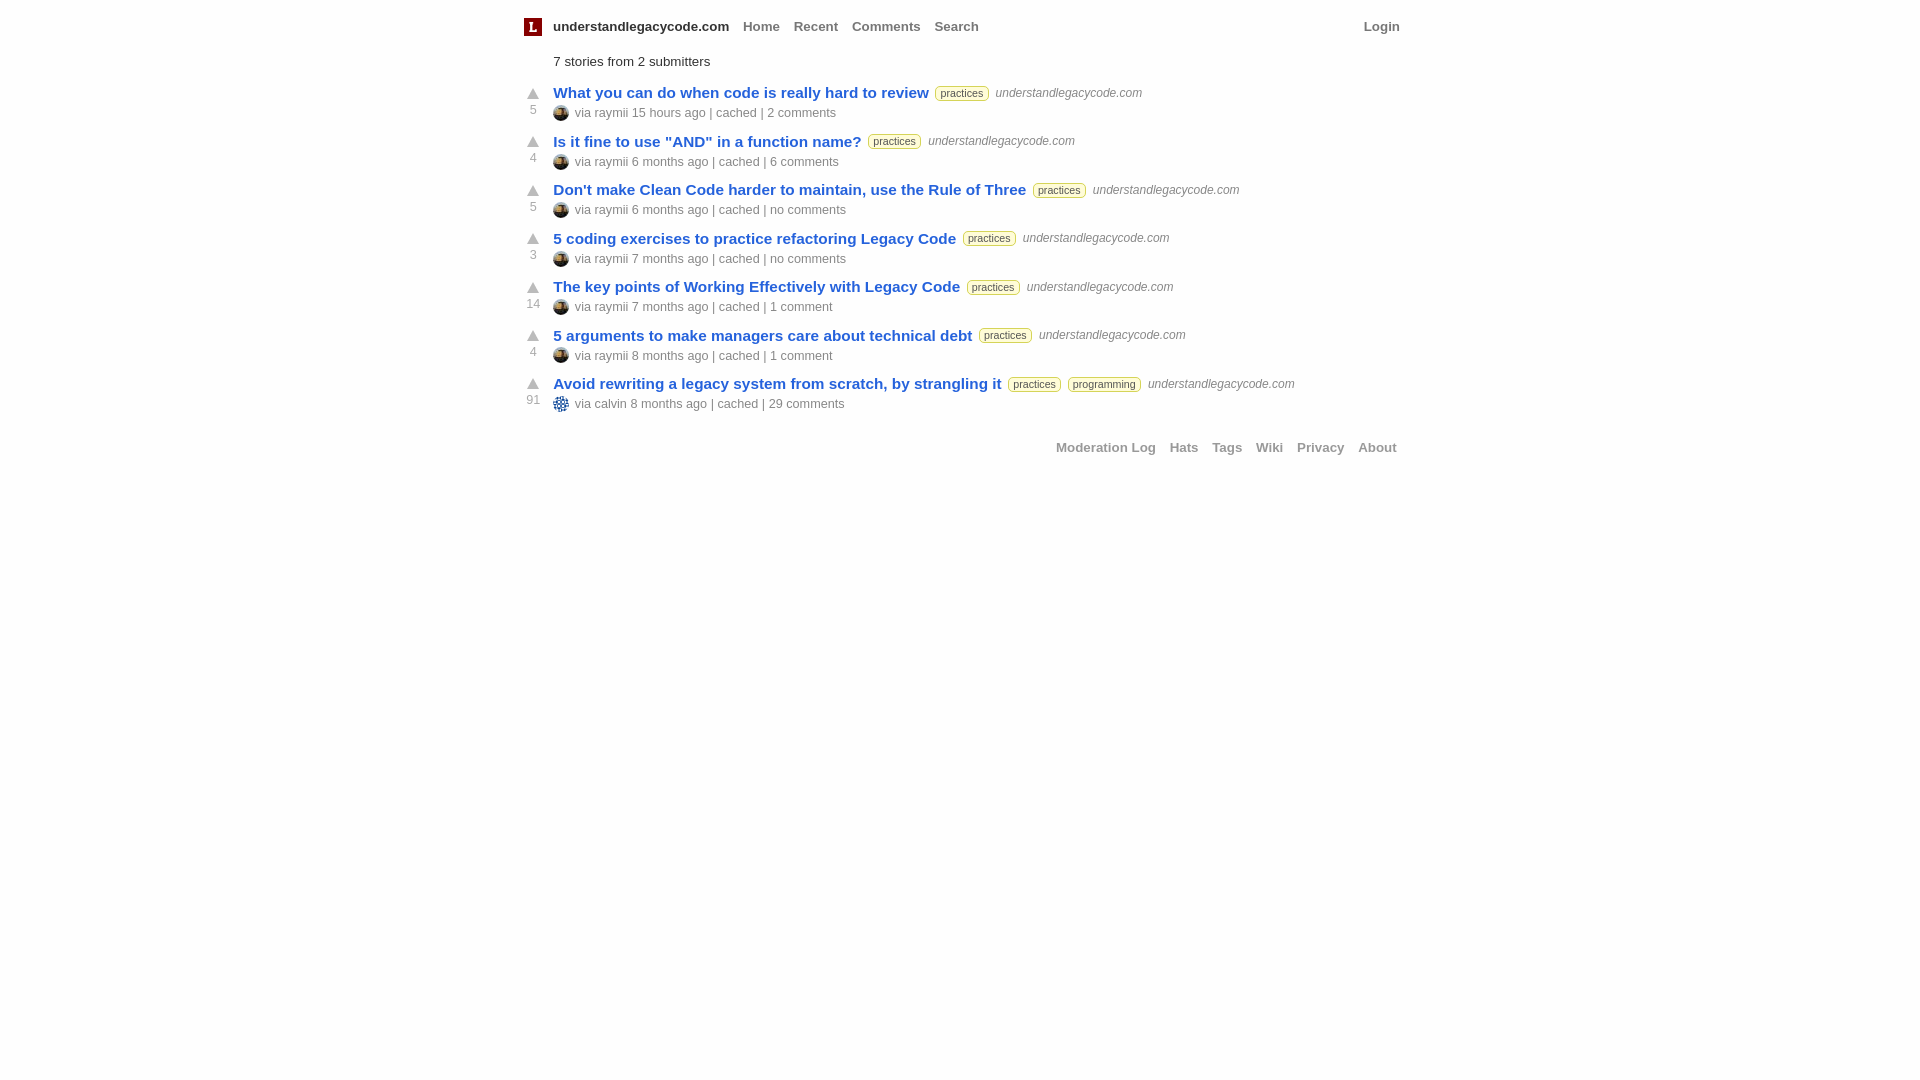 L understandlegacycode.com Home Recent Comments Search Login
7 stories from 2 submitters
What you can do when code is really hard to review practices understandlegacycode.com
5
via raymii 15 hours ago | cached | 2 comments
Is it fine to use "AND" in a function name? practices understandlegacycode.com
4
via raymii 6 months ago | cached | 6 comments
Don't make Clean Code harder to maintain, use the Rule of Three practices understandlegacycode.com
5
via raymii 6 months ago | cached | no comments
5 coding exercises to practice refactoring Legacy Code practices understandlegacycode.com
3
via raymii 7 months ago | cached | no comments
The key points of Working Effectively with Legacy Code practices understandlegacycode.com
14
via raymii 7 months ago | cached | 1 comment
5 arguments to make managers care about technical debt practices understandlegacycode.com
4
via raymii 8 months ago | cached | 1 comment
Avoid rewriting a legacy system from scratch, by strangling it practices programming understandlegacycode.com
91
via calvin 8 months ago | cached | 29 comments
Moderation Log Hats Tags Wiki Privacy About